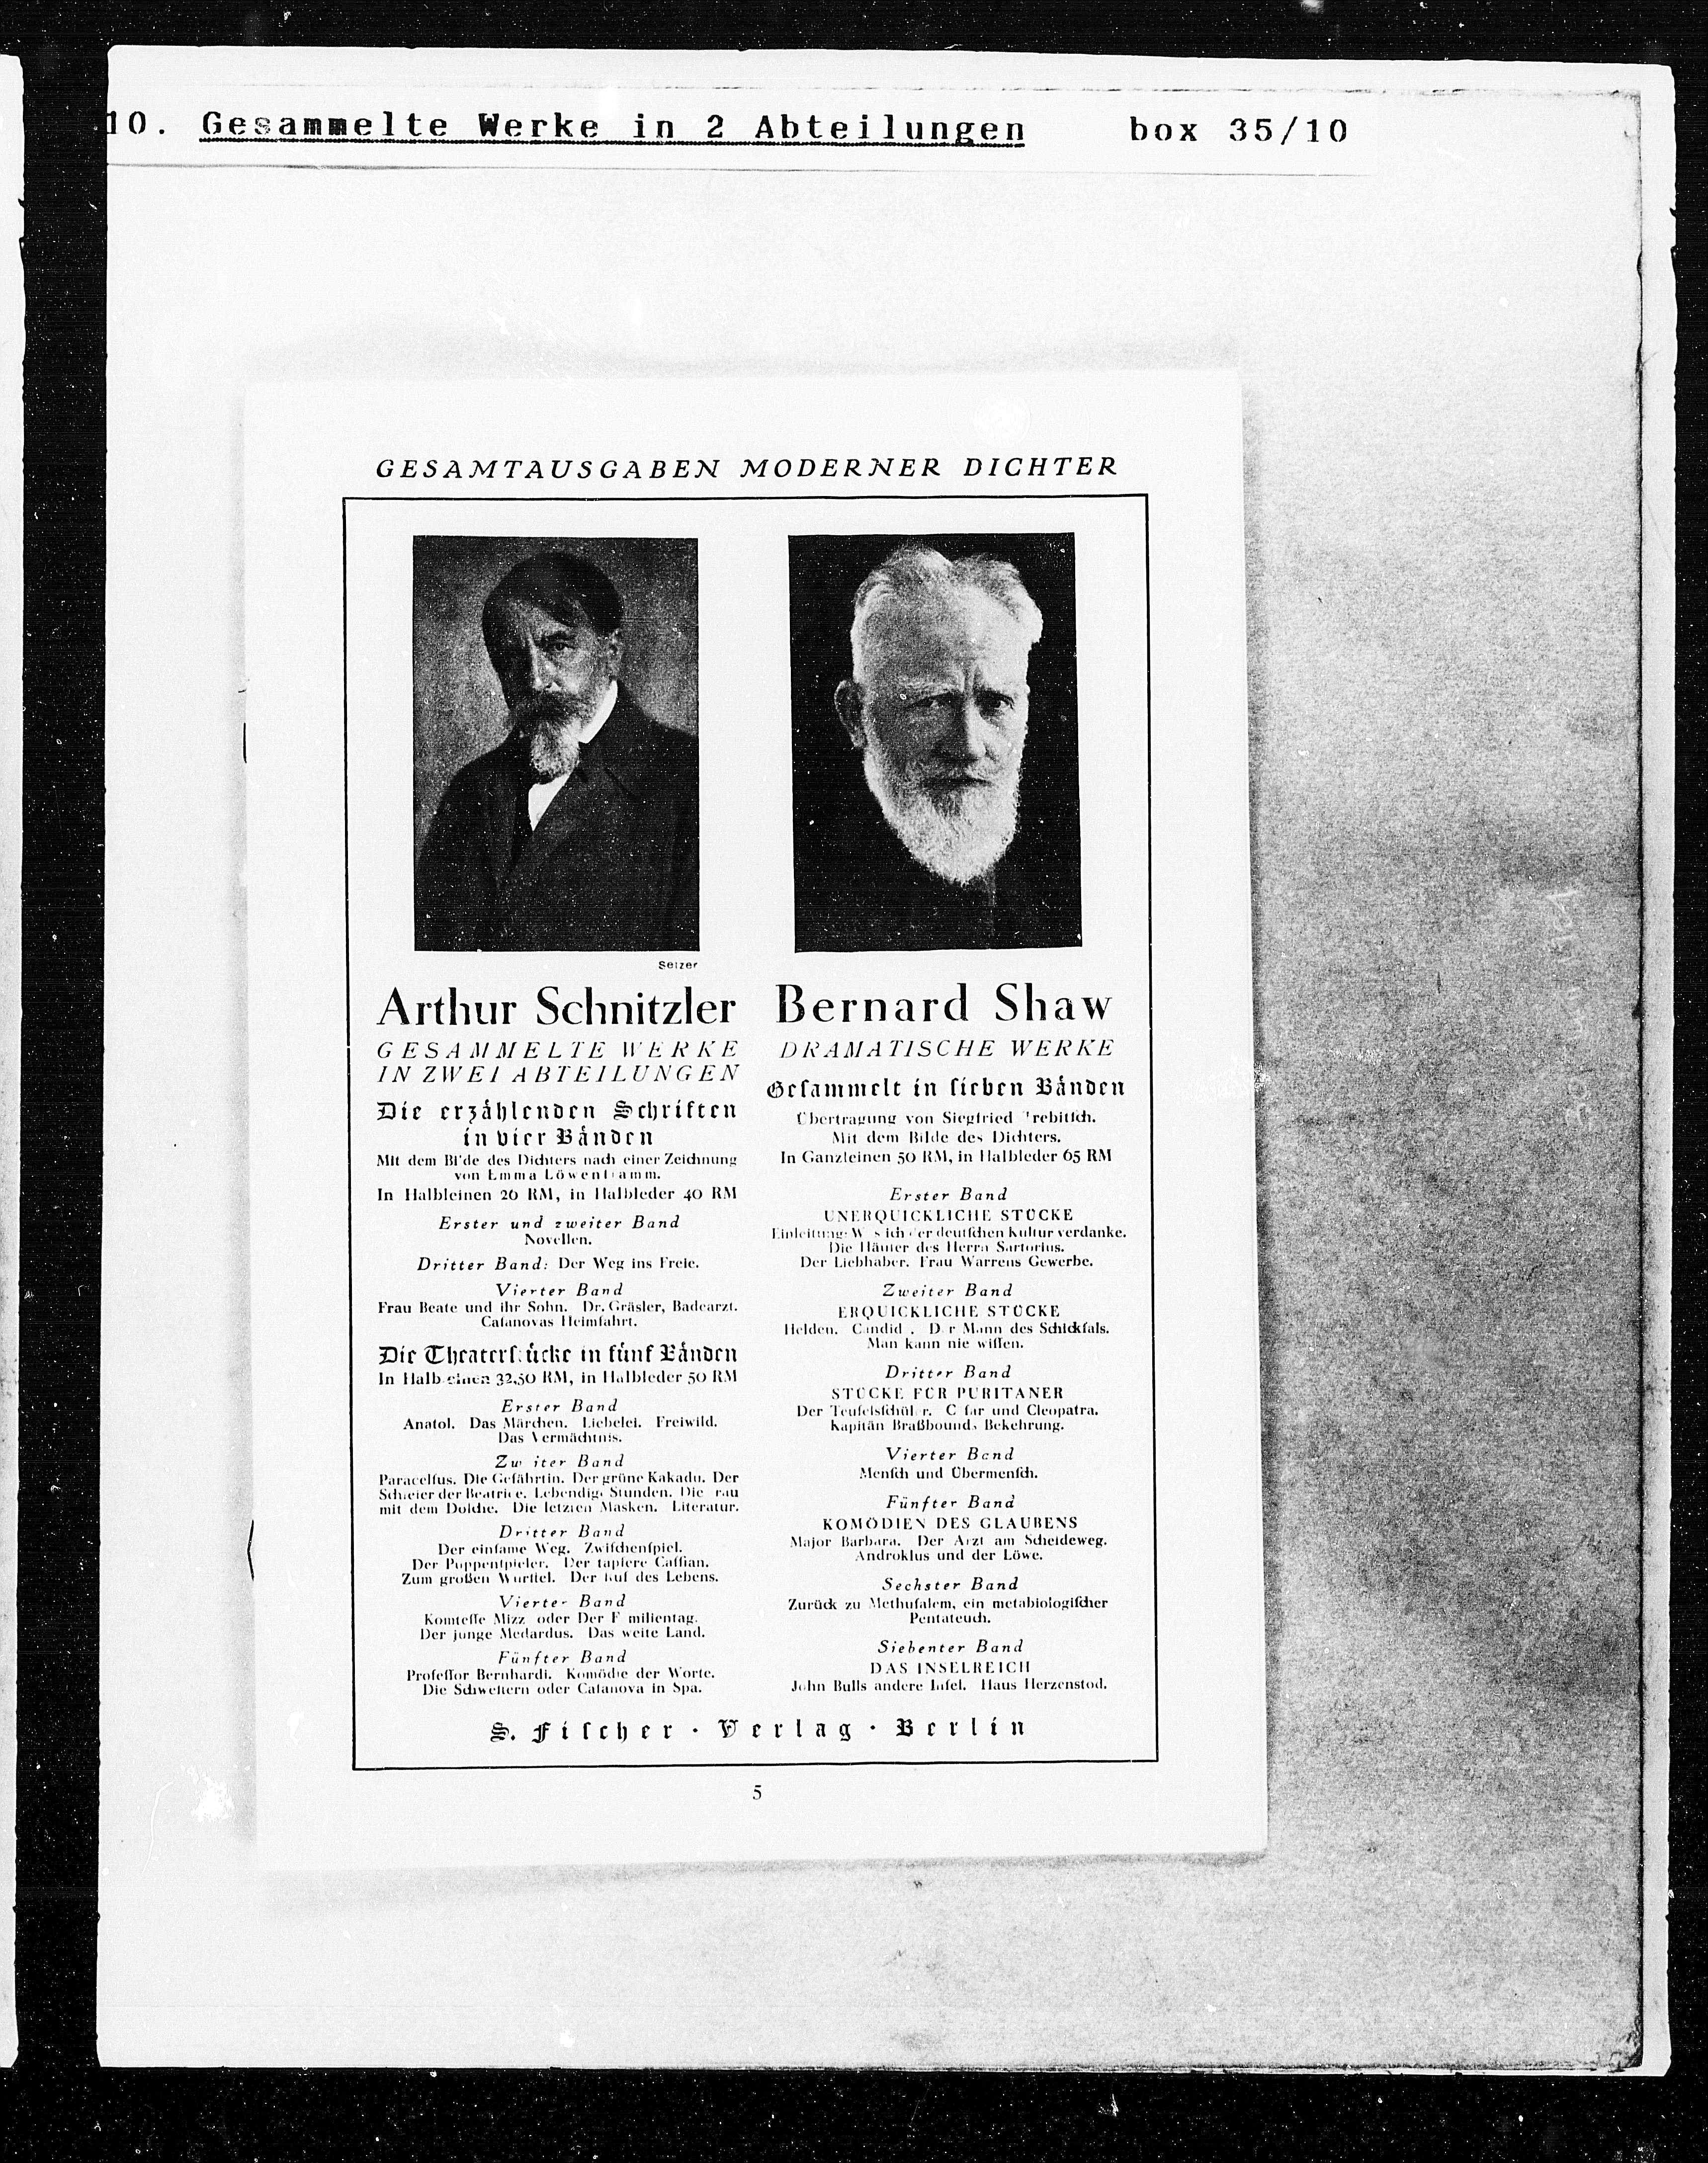 10. Gesammelte Werke in 2 Abteilungen box 35/10
GESAMTAUSGABEN MODERNER DICHTER
Setzer
Arthur Schnitzler
GESAMMELTE WERKE
IN ZWEI ABTEILUNGEN
Die erzählenden Schriften
in vier Bänden
Mit dem Bilde des Dichters nach einer Zeichnung
von Emma Löwenstamm.
In Halbleinen 26 RM, in Halbleder 40 RM
Erster und zweiter Band
Novellen.
Dritter Band: Der Weg ins Freie.
Vierter Band
Frau Beate und ihr Sohn. Dr. Gräsler, Badearzt.
Caſanovas Heimfahrt.
Die Theaterſtücke in fünf Bänden
In Halbleinen 32,50 RM, in Halbleder 50 RM
Erster Band
Anatol. Das Märchen. Liebelei. Freiwild.
Das Vermächtnis.
Zweiter Band
Paracelſus. Die Gefährtin. Der grüne Kakadu. Der
Schleier der Beatrice. Lebendige Stunden. Die Frau
mit dem Dolche. Die letzten Masken. Literatur.
Dritter Band
Der einſame Weg. Zwiſchenſpiel.
Der Puppenſpieler. Der tapfere Caſſian.
Zum großen Wurſtel. Der Ruf des Lebens.
Vierter Band
Komteſſe Mizzi oder Der Familientag.
Der junge Medardus. Das weite Land.
Fünfter Band
Profeſſor Bernhardi. Komödie der Worte.
Die Schweſtern oder Caſanova in Spa.
Bernard Shaw
DRAMATISCHE WERKE
Geſammelt in ſieben Bänden
Übertragung von Siegfried Trebitſch.
Mit dem Bilde des Dichters.
In Ganzleinen 50 RM, in Halbleder 65 RM
Erster Band
UNERQUICKLICHE STÜCKE
Einleitung: Was ich der deutſchen Kultur verdanke.
Die Häuser des Herrn Sartorius.
Der Liebhaber. Frau Warrens Gewerbe.
Zweiter Band
ERQUICKLICHE STÜCKE
Helden. Candida. Der Mann des Schickſals.
Man kann nie wiſſen.
Dritter Band
STÜCKE FÜR PURITANER
Der Teufelsſchüler. Cäſar und Cleopatra.
Kapitän Braßbounds Bekehrung.
Vierter Band
Menſch und Übermenſch.
Fünfter Band
KOMÖDIEN DES GLAUBENS
Major Barbara. Der Arzt am Scheideweg.
Androklus und der Löwe.
Sechster Band
Zurück zu Methuſalem, ein metabiologiſcher
Pentateuch.
Siebenter Band
DAS INSELREICH
John Bulls andere Inſel. Haus Herzenstod.
S. Fiſcher · Verlag · Berlin
5